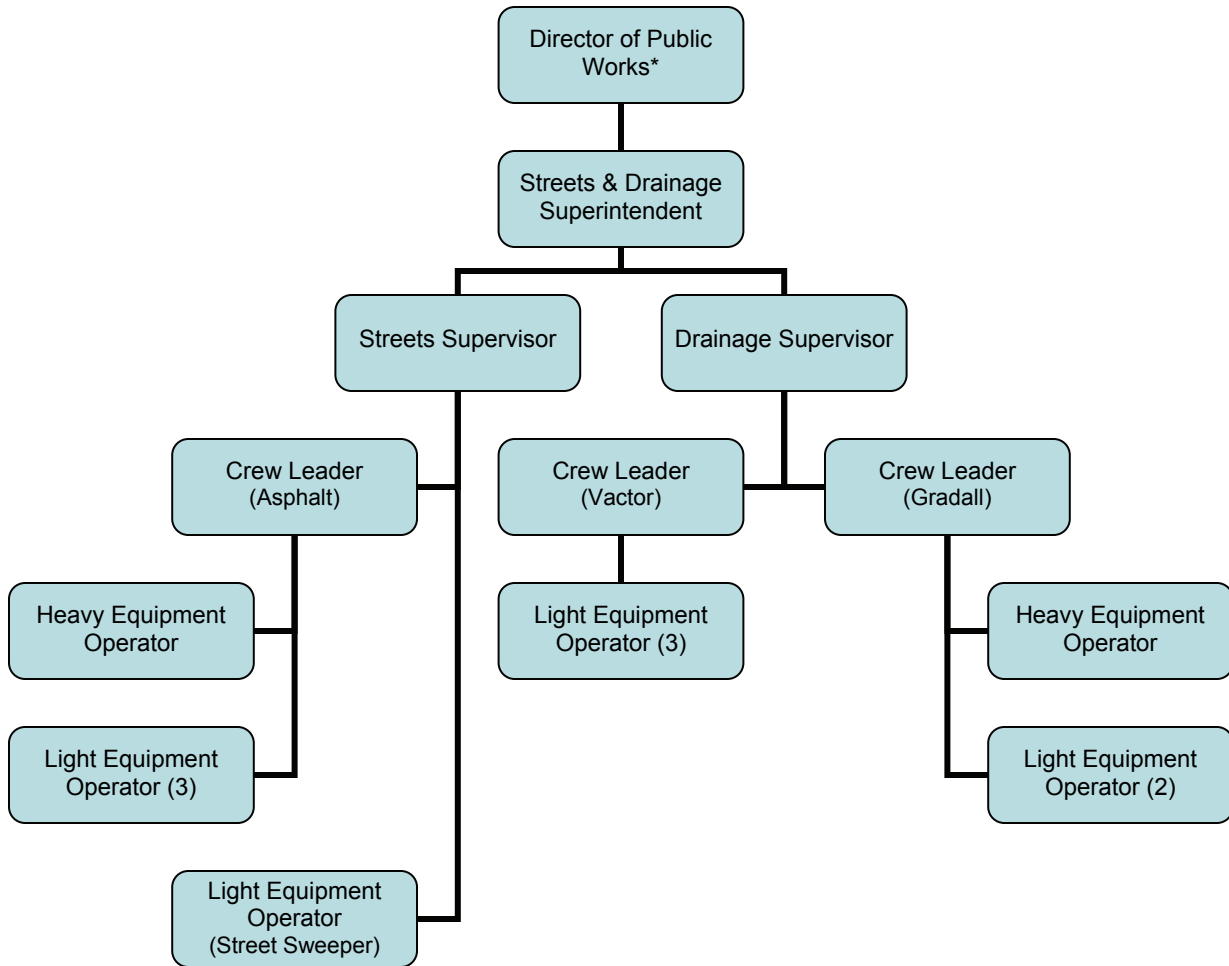 Director of Public
Works*
Streets & Drainage
Superintendent
Streets Supervisor
Drainage Supervisor
Crew Leader
(Asphalt)
Crew Leader
(Vactor)
Crew Leader
(Gradall)
Heavy Equipment
Operator
Light Equipment
Operator (3)
Heavy Equipment
Operator
Light Equipment
Operator (3)
Light Equipment
Operator (2)
Light Equipment
Operator
(Street Sweeper)